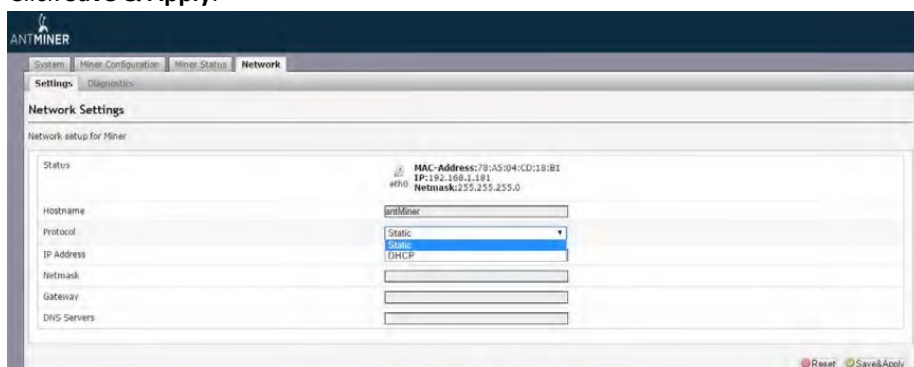 Click Save & Apply.
ANTMINER
System Miner Configuration Miner Status Network
Settings Diagnostics
Network Settings
Network setup for Miner
Status
MAC-Address:78:A5:04:CD:18:B1
eth0 IP:192.168.1.181
Netmask:255.255.255.0
Hostname antMiner
Protocol Static
Static
IP Address DHCP
Netmask
Gateway
DNS Servers
Reset Save&Apply